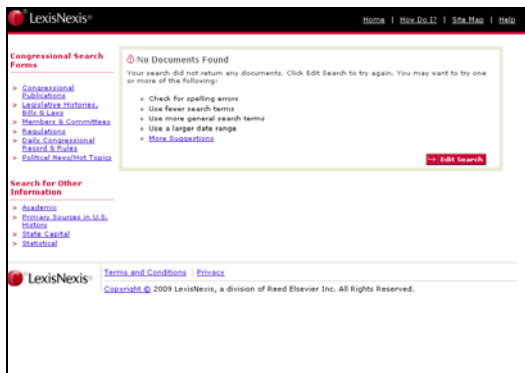 LexisNexis®
Home | How Do I? | Site Map | Help
Congressional Search
Forms
> Congressional
Publications
> Legislative Histories,
Bills & Laws
> Members & Committees
> Regulations
> Daily Congressional
Record & Rules
> Political News/Hot Topics
Search for Other
Information
> Academic
> Primary Sources in U.S.
History
> State Capital
> Statistical
No Documents Found
Your search did not return any documents. Click Edit Search to try again. You may want to try one
or more of the following:
Check for spelling errors
Use fewer search terms
Use more general search terms
Use a larger date range
More Suggestions
Edit Search
LexisNexis®
Terms and Conditions | Privacy
Copyright © 2009 LexisNexis, a division of Reed Elsevier Inc. All Rights Reserved.